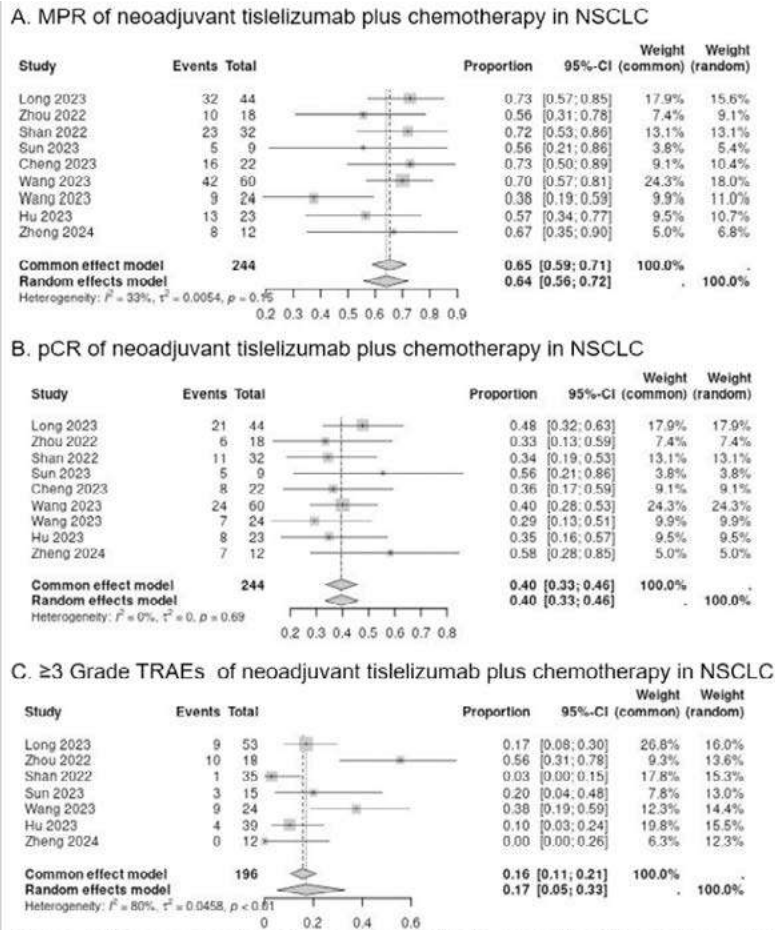 A. MPR of neoadjuvant tislelizumab plus chemotherapy in NSCLC
Weight Weight
Study Events Total Proportion 95%-CI (common) (random)
Long 2023 32 44 0.73 [0.57; 0.85] 17.9% 15.6%
Zhou 2022 10 18 0.56 [0.31; 0.78] 7.4% 9.1%
Shan 2022 23 32 0.72 [0.53; 0.86] 13.1% 13.1%
Sun 2023 5 9 0.56 [0.21; 0.86] 3.8% 5.4%
Cheng 2023 16 22 0.73 [0.50; 0.89] 9.1% 10.4%
Wang 2023 42 60 0.70 [0.57; 0.81] 24.3% 18.0%
Wang 2023 9 24 0.38 [0.19; 0.59] 9.9% 11.0%
Hu 2023 13 23 0.57 [0.34; 0.77] 9.5% 10.7%
Zheng 2024 8 12 0.67 [0.35; 0.90] 5.0% 6.8%
Common effect model 244 0.65 [0.59; 0.71] 100.0% .
Random effects model 0.64 [0.56; 0.72] . 100.0%
Heterogeneity: I² = 33%, τ² = 0.0054, p = 0.15
0.2 0.3 0.4 0.5 0.6 0.7 0.8 0.9
B. pCR of neoadjuvant tislelizumab plus chemotherapy in NSCLC
Weight Weight
Study Events Total Proportion 95%-CI (common) (random)
Long 2023 21 44 0.48 [0.32; 0.63] 17.9% 17.9%
Zhou 2022 6 18 0.33 [0.13; 0.59] 7.4% 7.4%
Shan 2022 11 32 0.34 [0.19; 0.53] 13.1% 13.1%
Sun 2023 5 9 0.56 [0.21; 0.86] 3.8% 3.8%
Cheng 2023 8 22 0.36 [0.17; 0.59] 9.1% 9.1%
Wang 2023 24 60 0.40 [0.28; 0.53] 24.3% 24.3%
Wang 2023 7 24 0.29 [0.13; 0.51] 9.9% 9.9%
Hu 2023 8 23 0.35 [0.16; 0.57] 9.5% 9.5%
Zheng 2024 7 12 0.58 [0.28; 0.85] 5.0% 5.0%
Common effect model 244 0.40 [0.33; 0.46] 100.0% .
Random effects model 0.40 [0.33; 0.46] . 100.0%
Heterogeneity: I² = 0%, τ² = 0, p = 0.69
0.2 0.3 0.4 0.5 0.6 0.7 0.8
C. ≥3 Grade TRAEs of neoadjuvant tislelizumab plus chemotherapy in NSCLC
Weight Weight
Study Events Total Proportion 95%-CI (common) (random)
Long 2023 9 53 0.17 [0.08; 0.30] 26.8% 16.0%
Zhou 2022 10 18 0.56 [0.31; 0.78] 9.3% 13.6%
Shan 2022 1 35 0.03 [0.00; 0.15] 17.8% 15.3%
Sun 2023 3 15 0.20 [0.04; 0.48] 7.8% 13.0%
Wang 2023 9 24 0.38 [0.19; 0.59] 12.3% 14.4%
Hu 2023 4 39 0.10 [0.03; 0.24] 19.8% 15.5%
Zheng 2024 0 12 0.00 [0.00; 0.26] 6.3% 12.3%
Common effect model 196 0.16 [0.11; 0.21] 100.0% .
Random effects model 0.17 [0.05; 0.33] . 100.0%
Heterogeneity: I² = 80%, τ² = 0.0458, p < 0.01
0 0.2 0.4 0.6